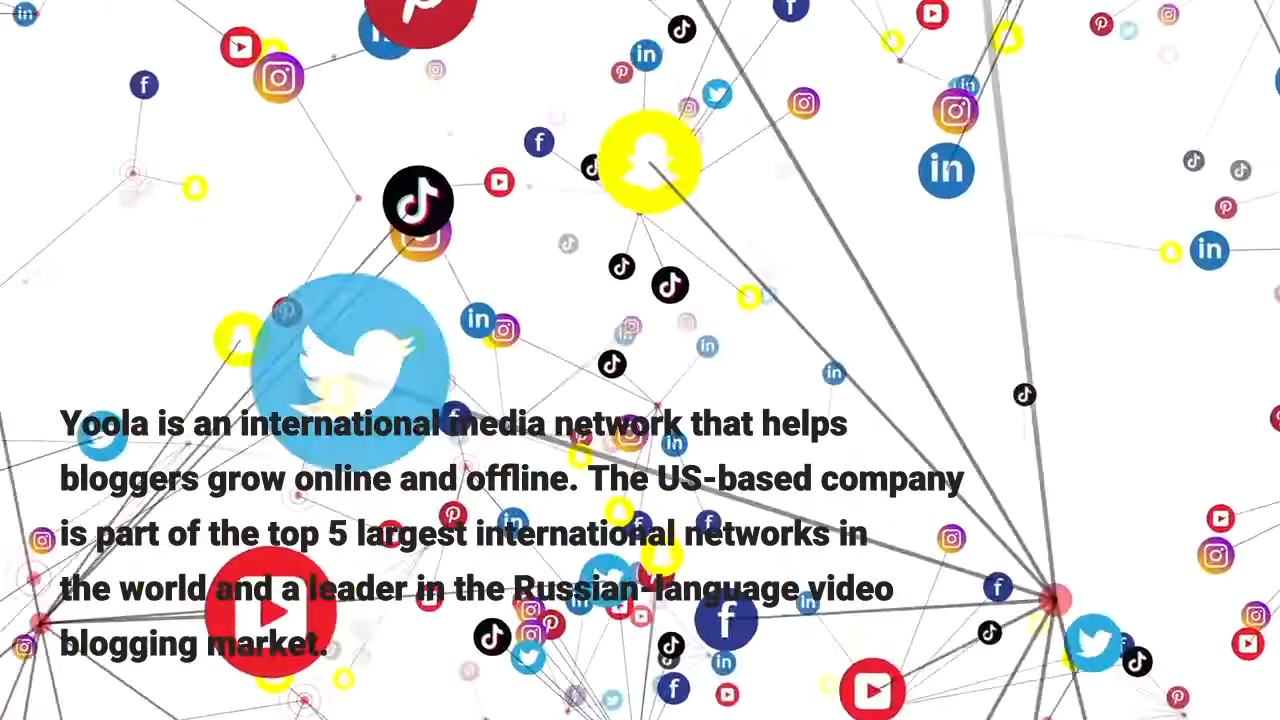 Yoola is an international media network that helps
bloggers grow online and offline. The US-based company
is part of the top 5 largest international networks in
the world and a leader in the Russian-language video
blogging market.